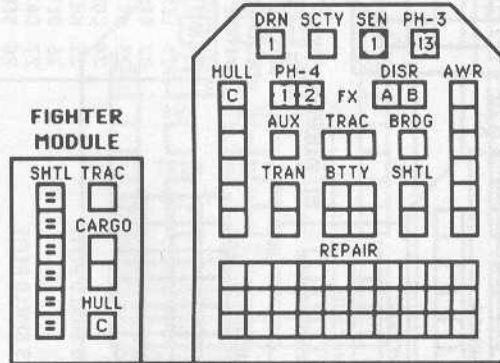 DRN SCTY SEN PH-3
1 1 13
HULL PH-4 DISR AWR
C 1 2 FX A B
AUX TRAC BRDG
TRAN BTTY SHTL
REPAIR
FIGHTER
MODULE
SHTL TRAC
=
=
CARGO
=
=
HULL
=
= C